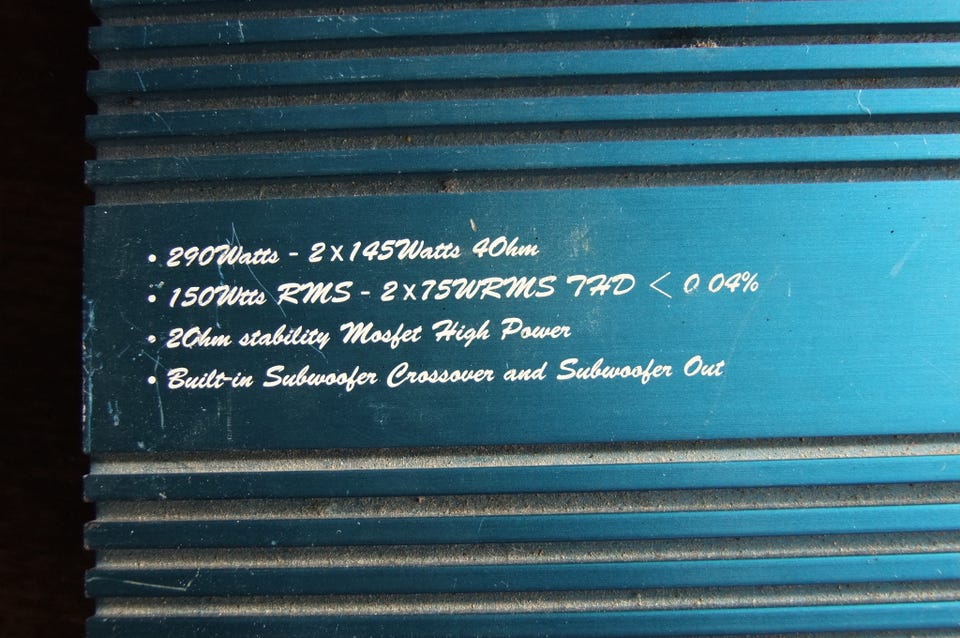 • 290Watts - 2x145Watts 4Ohm
• 150Wtts RMS - 2x75WRMS THD < 0.04%
• 2Ohm stability Mosfet High Power
• Built-in Subwoofer Crossover and Subwoofer Out